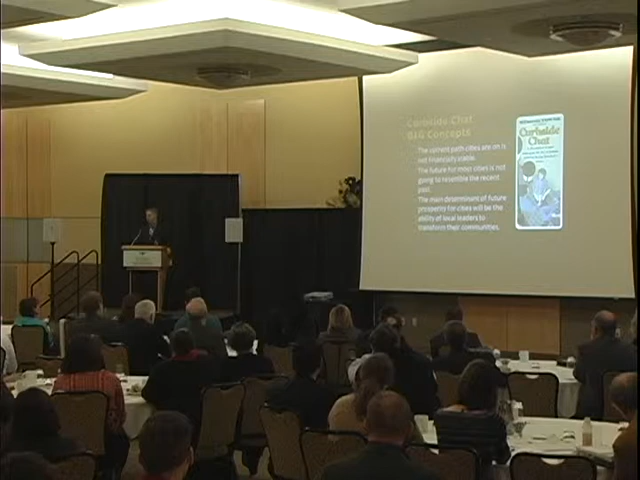 Curbside Chat
BIG Concepts
The current path cities are on is
not financially stable.
The future for most cities is not
going to resemble the recent
past.
The main determinant of future
prosperity for cities will be the
ability of local leaders to
transform their communities.
Curbside
Chat